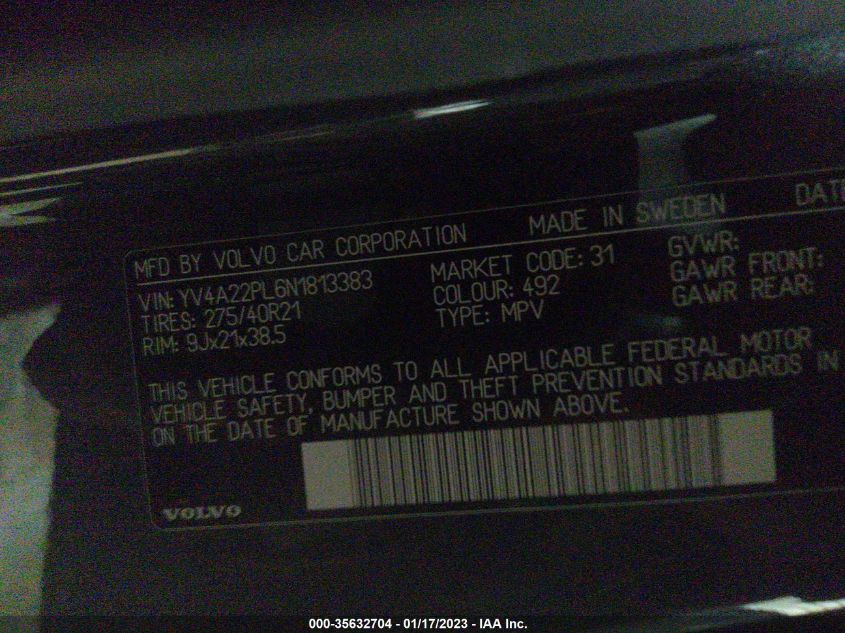 MFD BY VOLVO CAR CORPORATION MADE IN SWEDEN DATE
VIN: YV4A22PL6N1813383 MARKET CODE: 31 GVWR:
TIRES: 275/40R21 COLOUR: 492 GAWR FRONT:
RIM: 9Jx21x38.5 TYPE: MPV GAWR REAR:
THIS VEHICLE CONFORMS TO ALL APPLICABLE FEDERAL MOTOR
VEHICLE SAFETY, BUMPER AND THEFT PREVENTION STANDARDS IN
ON THE DATE OF MANUFACTURE SHOWN ABOVE.
VOLVO
000-35632704 - 01/17/2023 - IAA Inc.